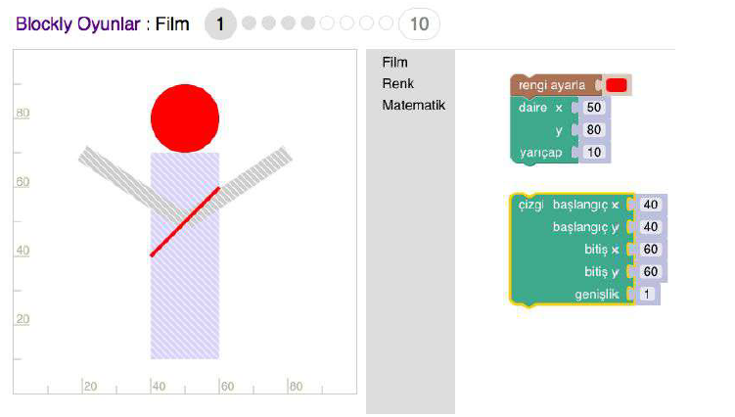 Blockly Oyunlar : Film 1 10
80
60
40
20
20 40 60 80
Film
Renk
Matematik
rengi ayarla
daire x 50
y 80
yarıçap 10
çizgi başlangıç x 40
başlangıç y 40
bitiş x 60
bitiş y 60
genişlik 1